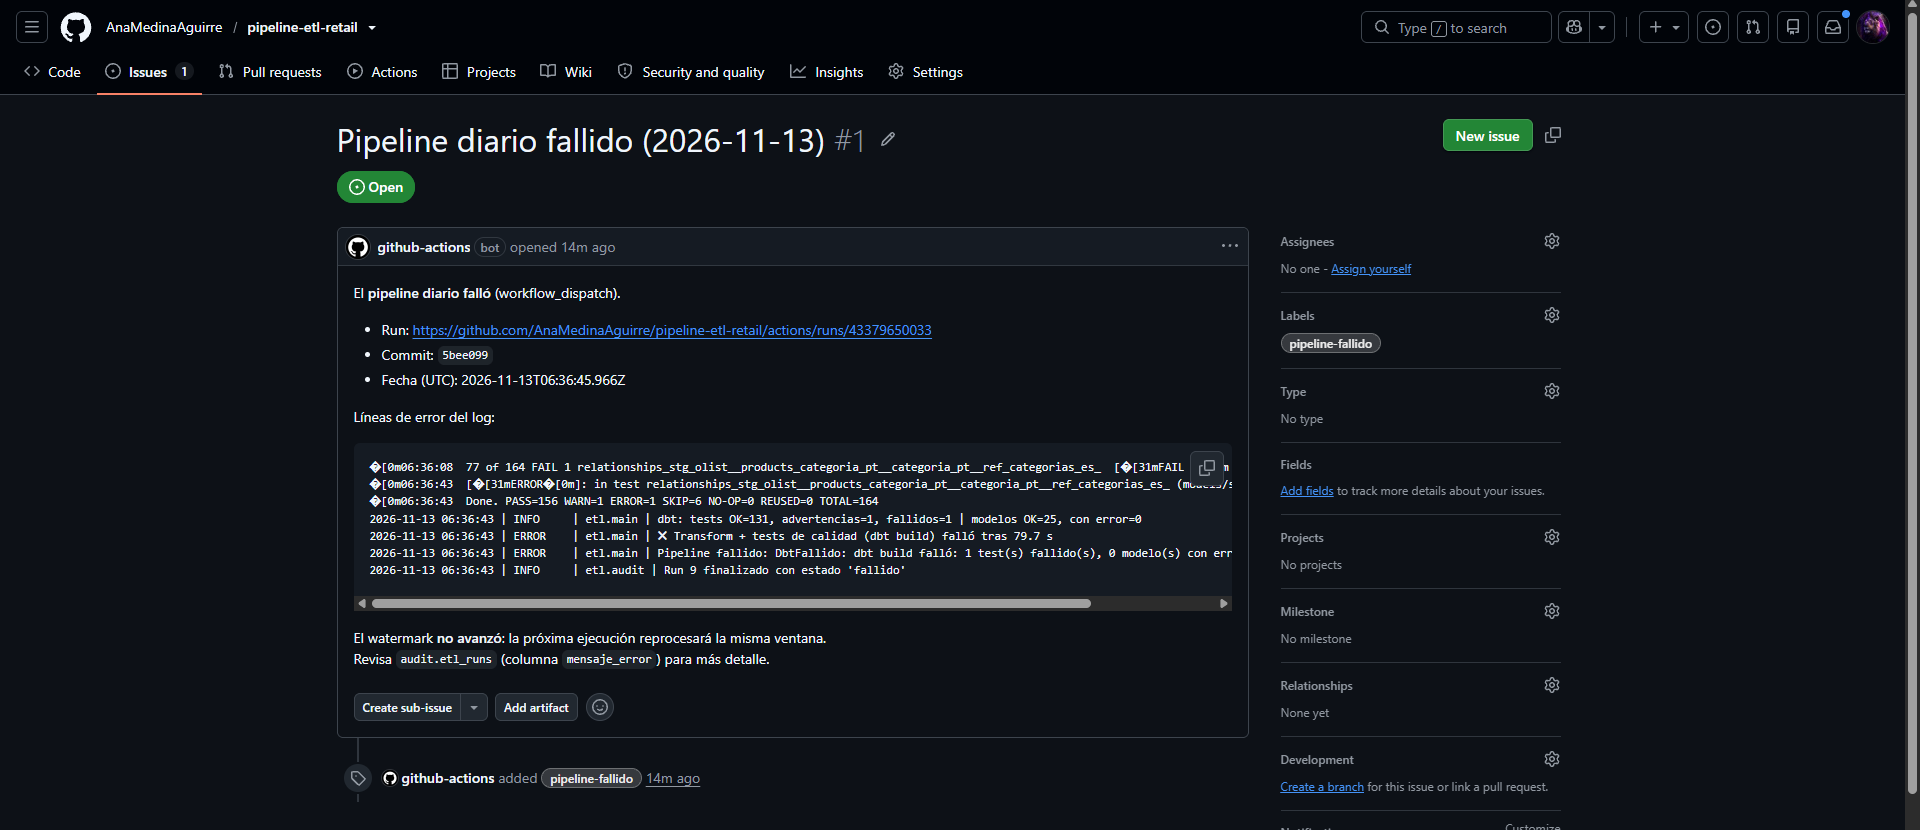 AnaMedinaAguirre / pipeline-etl-retail
Type / to search
Code
Issues 1
Pull requests
Actions
Projects
Wiki
Security and quality
Insights
Settings
Pipeline diario fallido (2026-11-13) #1
New issue
Open
github-actions bot opened 14m ago
El pipeline diario falló (workflow_dispatch).
Run: https://github.com/AnaMedinaAguirre/pipeline-etl-retail/actions/runs/43379650033
Commit: 5bee099
Fecha (UTC): 2026-11-13T06:36:45.966Z
Líneas de error del log:
�[0m06:36:08  77 of 164 FAIL 1 relationships_stg_olist__products_categoria_pt__categoria_pt__ref_categorias_es_  [�[31mFAIL
�[0m06:36:43  [�[31mERROR�[0m]: in test relationships_stg_olist__products_categoria_pt__categoria_pt__ref_categorias_es_ (models/s
�[0m06:36:43  Done. PASS=156 WARN=1 ERROR=1 SKIP=6 NO-OP=0 REUSED=0 TOTAL=164
2026-11-13 06:36:43 | INFO     | etl.main | dbt: tests OK=131, advertencias=1, fallidos=1 | modelos OK=25, con error=0
2026-11-13 06:36:43 | ERROR    | etl.main | ❌ Transform + tests de calidad (dbt build) falló tras 79.7 s
2026-11-13 06:36:43 | ERROR    | etl.main | Pipeline fallido: DbtFallido: dbt build falló: 1 test(s) fallido(s), 0 modelo(s) con err
2026-11-13 06:36:43 | INFO     | etl.audit | Run 9 finalizado con estado 'fallido'
El watermark no avanzó: la próxima ejecución reprocesará la misma ventana.
Revisa audit.etl_runs (columna mensaje_error) para más detalle.
Create sub-issue
Add artifact
github-actions added pipeline-fallido 14m ago
Assignees
No one - Assign yourself
Labels
pipeline-fallido
Type
No type
Fields
Add fields to track more details about your issues.
Projects
No projects
Milestone
No milestone
Relationships
None yet
Development
Create a branch for this issue or link a pull request.